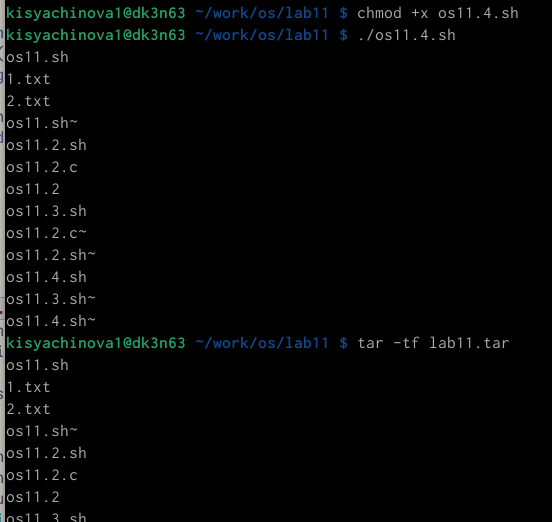 kisyachinova1@dk3n63 ~/work/os/lab11 $ chmod +x os11.4.sh
kisyachinova1@dk3n63 ~/work/os/lab11 $ ./os11.4.sh
os11.sh
1.txt
2.txt
os11.sh~
os11.2.sh
os11.2.c
os11.2
os11.3.sh
os11.2.c~
os11.2.sh~
os11.4.sh
os11.3.sh~
os11.4.sh~
kisyachinova1@dk3n63 ~/work/os/lab11 $ tar -tf lab11.tar
os11.sh
1.txt
2.txt
os11.sh~
os11.2.sh
os11.2.c
os11.2
os11.3.sh